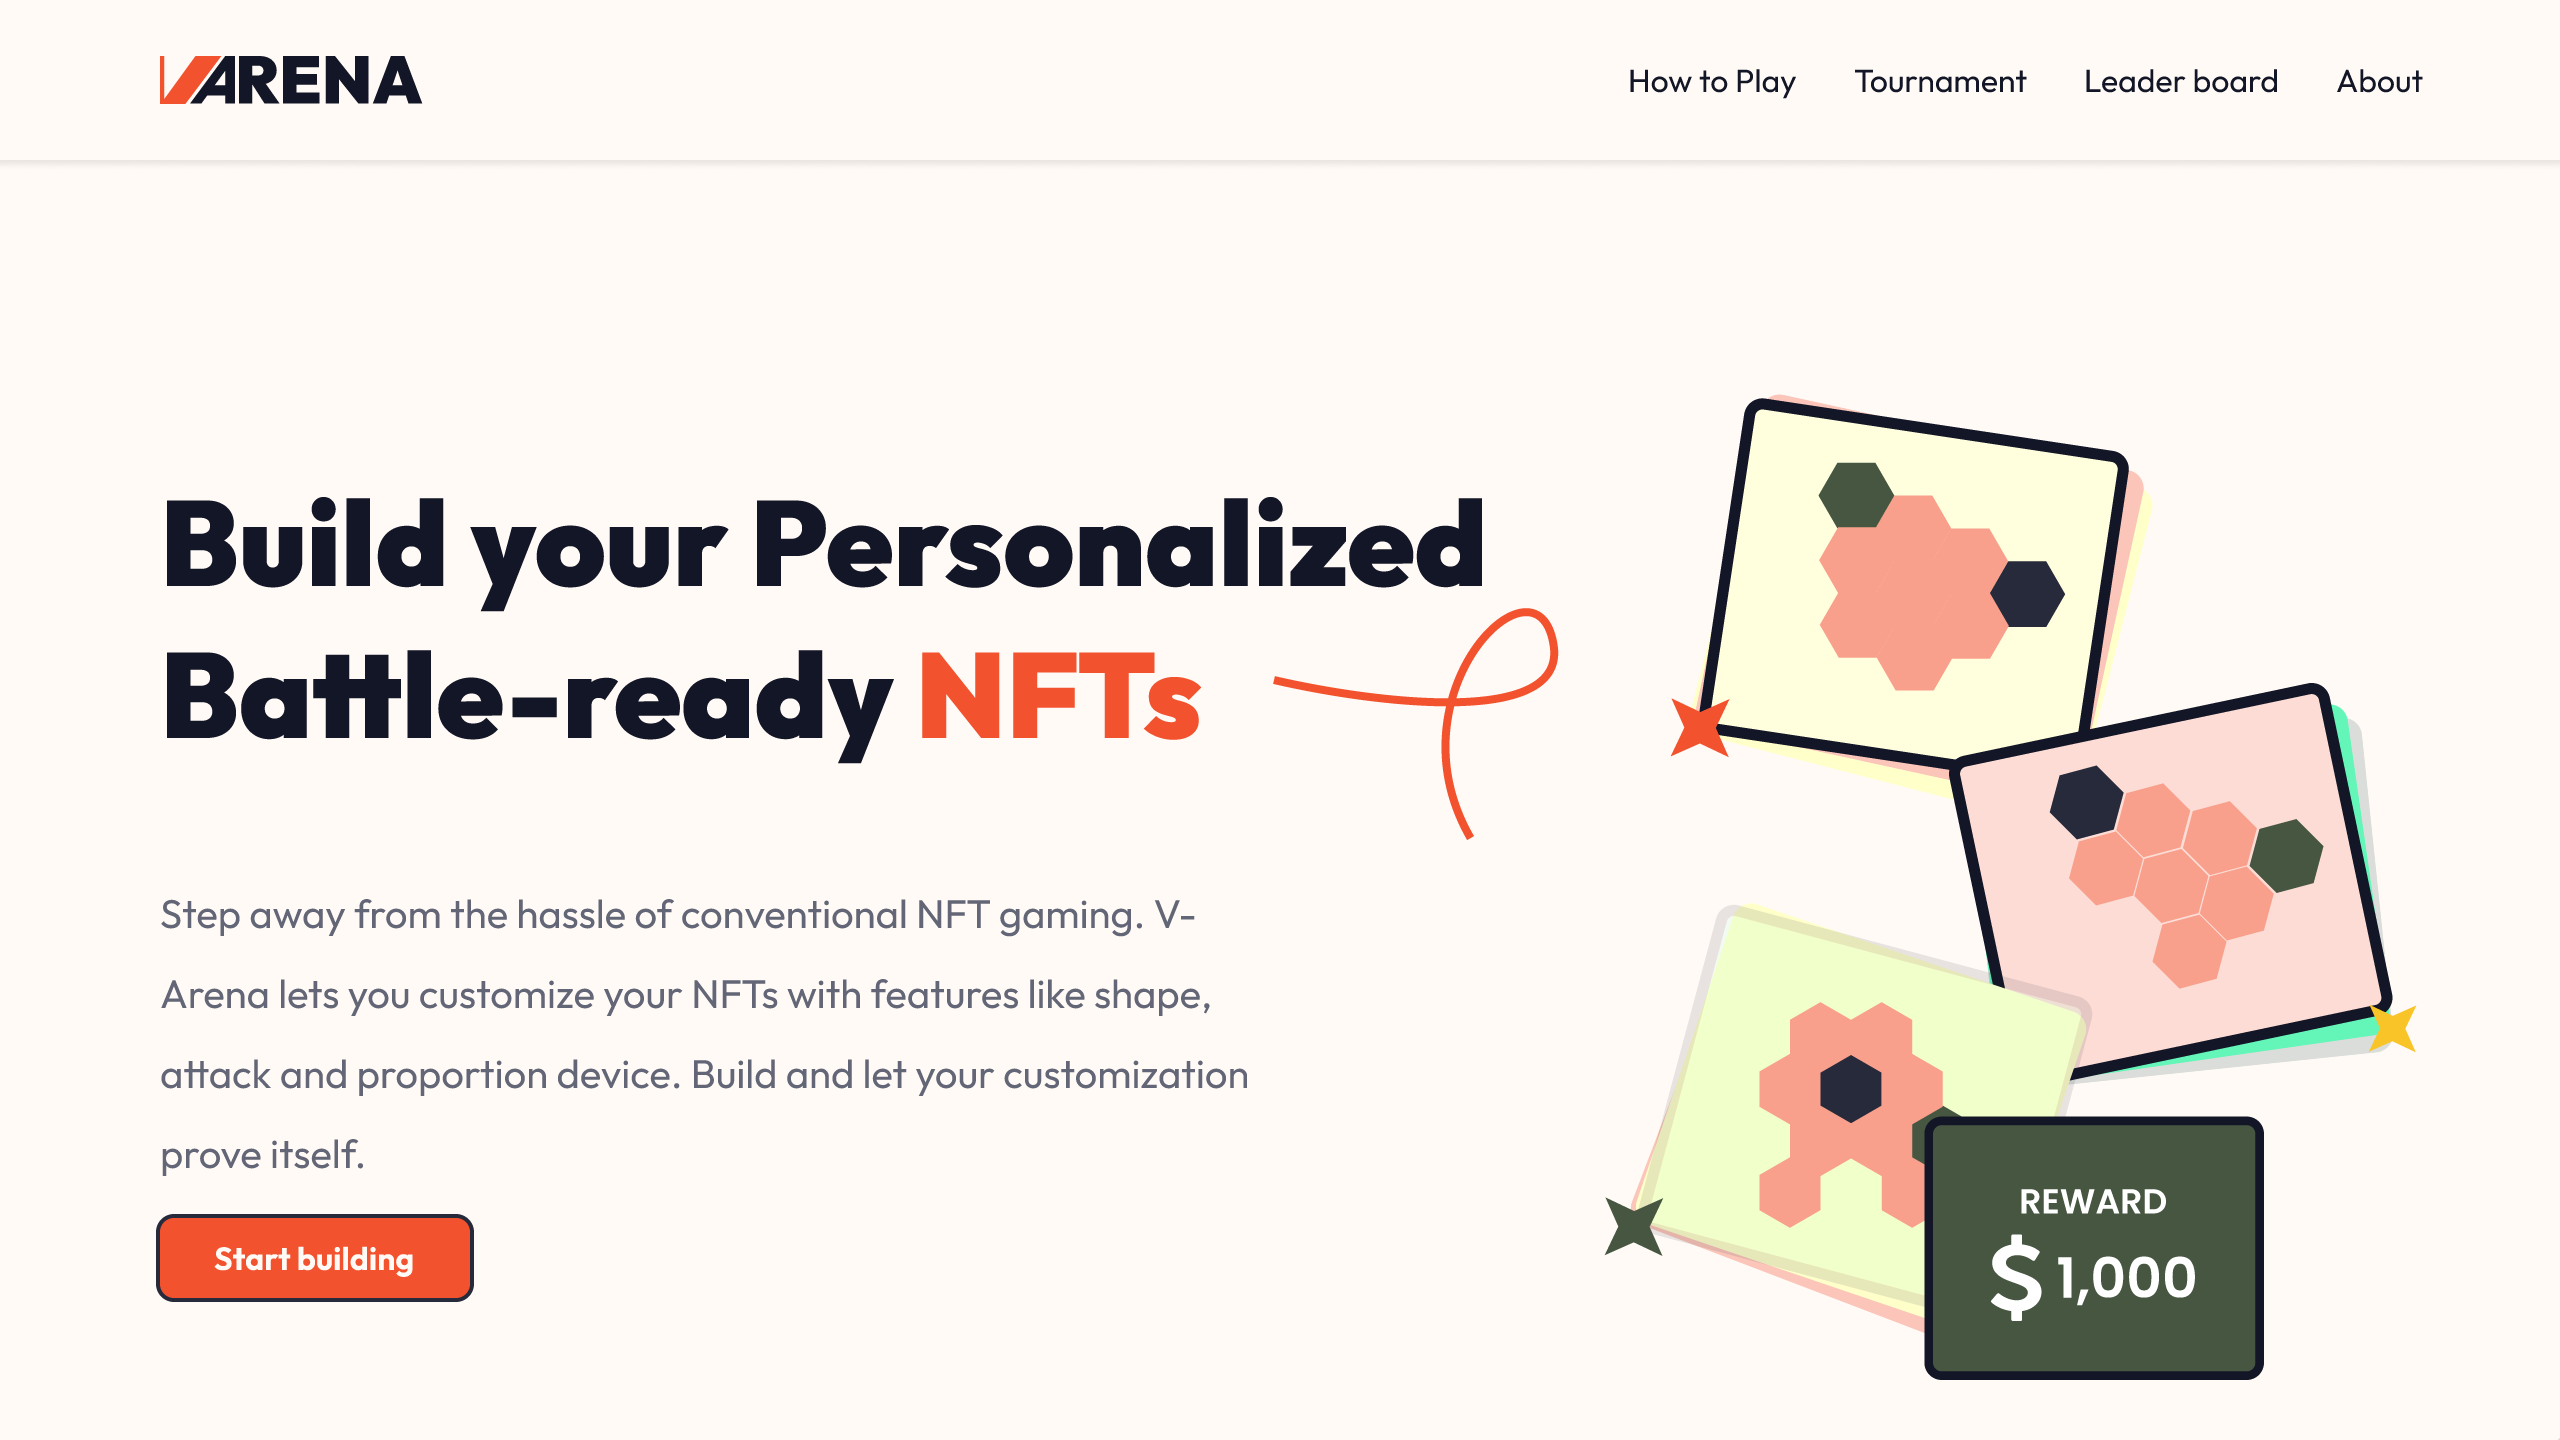 VARENA
How to Play
Tournament
Leader board
About
Build your Personalized
Battle-ready NFTs
Step away from the hassle of conventional NFT gaming. V-
Arena lets you customize your NFTs with features like shape,
attack and proportion device. Build and let your customization
prove itself.
Start building
REWARD
$ 1,000